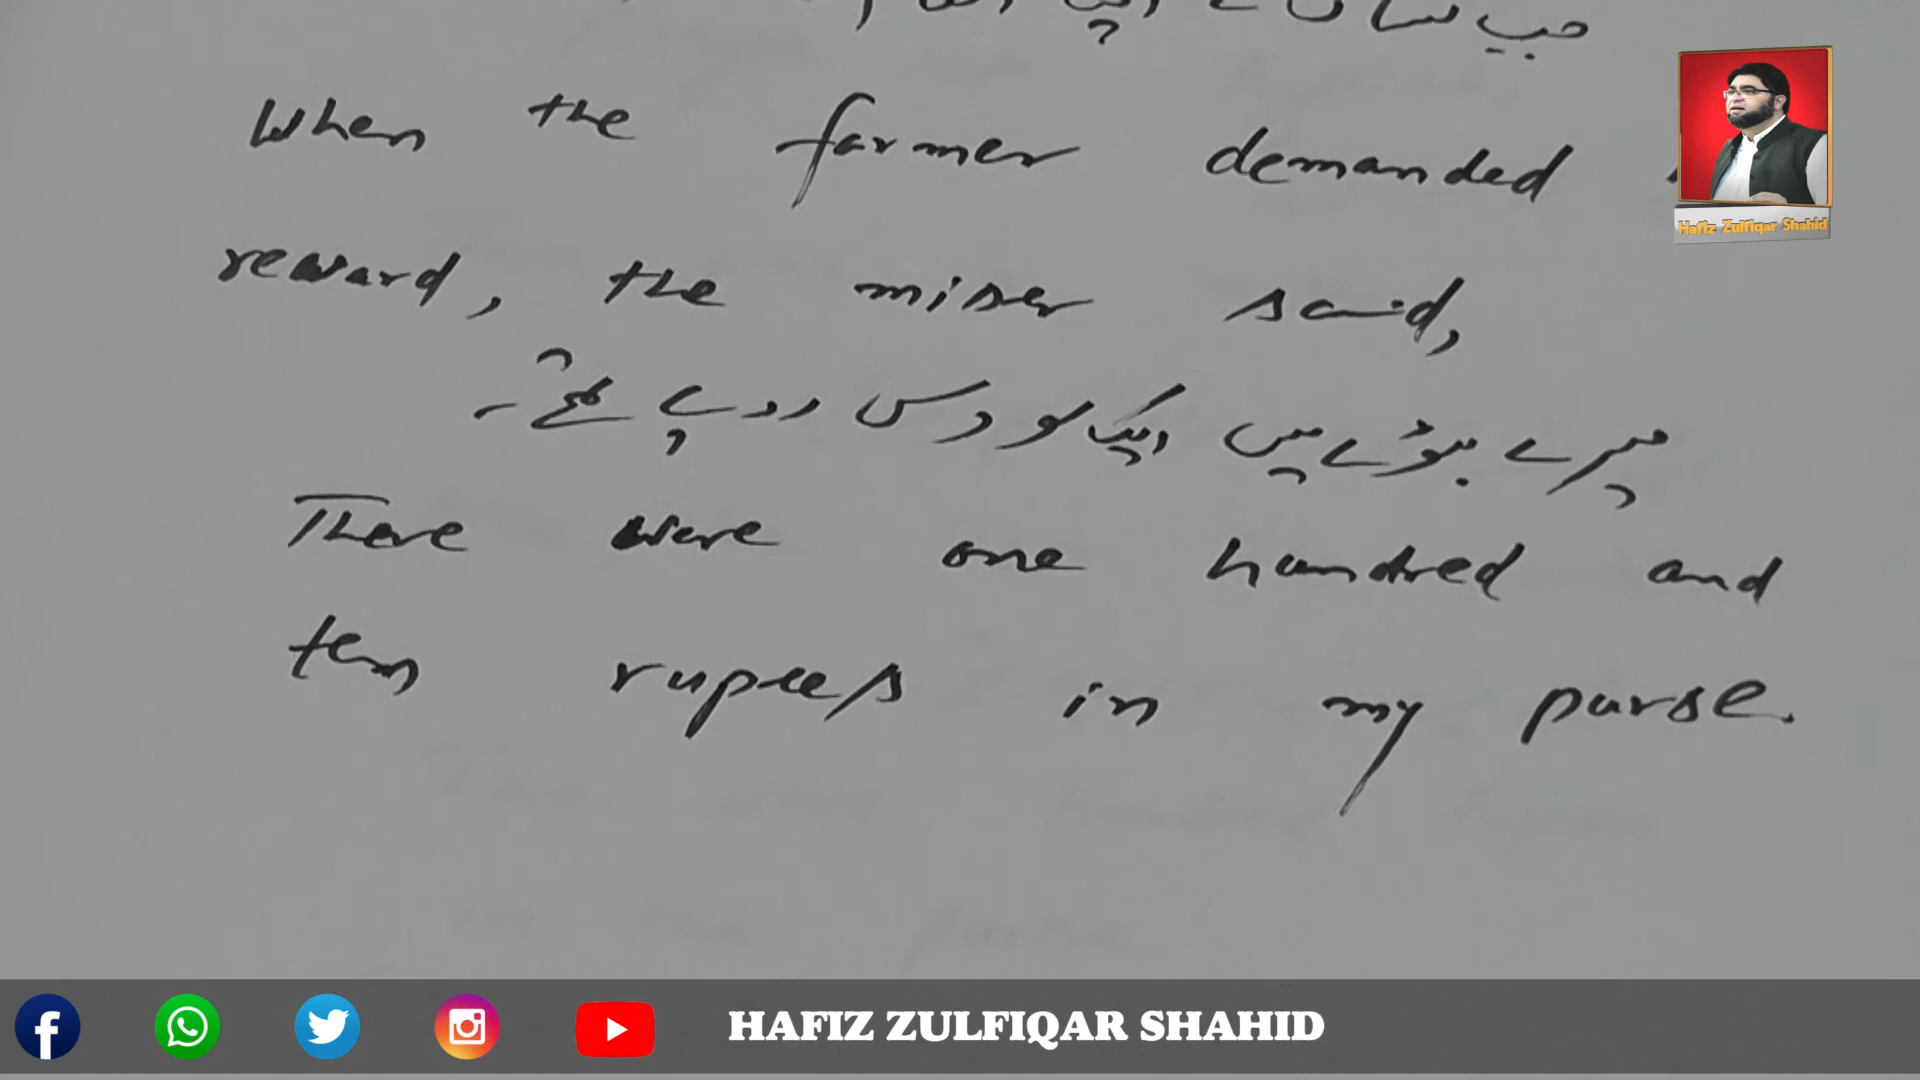 جب
When the farmer demanded
reward, the miser said,
میرے بٹوے میں ایک سو دس روپے تھے۔
There were one hundred and
ten rupees in my purse.
Hafiz Zulfiqar Shahid
HAFIZ ZULFIQAR SHAHID